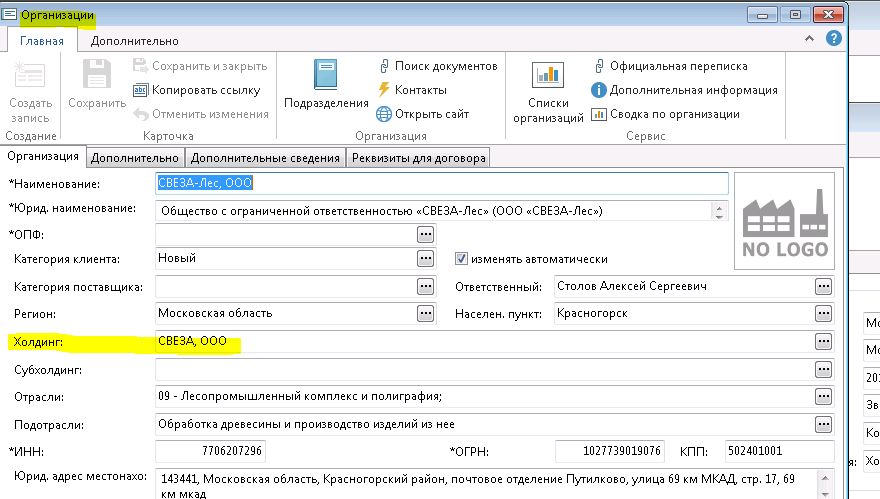 Организации
Главная Дополнительно
Создать запись
Сохранить
Сохранить и закрыть
Копировать ссылку
Отменить изменения
Подразделения
Поиск документов
Контакты
Открыть сайт
Списки организаций
Официальная переписка
Дополнительная информация
Сводка по организации
Создание Карточка Организация Сервис
Организация Дополнительно Дополнительные сведения Реквизиты для договора
*Наименование: СВЕЗА-Лес, ООО
*Юрид. наименование: Общество с ограниченной ответственностью «СВЕЗА-Лес» (ООО «СВЕЗА-Лес»)
NO LOGO
*ОПФ:
Категория клиента: Новый изменять автоматически
Категория поставщика: Ответственный: Столов Алексей Сергеевич
Регион: Московская область Населен. пункт: Красногорск
Холдинг: СВЕЗА, ООО
Субхолдинг:
Отрасли: 09 - Лесопромышленный комплекс и полиграфия;
Подотрасли: Обработка древесины и производство изделий из нее
*ИНН: 7706207296 *ОГРН: 1027739019076 КПП: 502401001
Юрид. адрес местонахо: 143441, Московская область, Красногорский район, почтовое отделение Путилково, улица 69 км МКАД, стр. 17, 69
км мкад
Мо
Мо
Зв
Ко
я: Хо